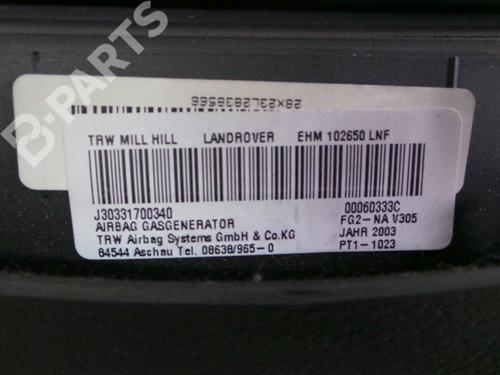 B-PARTS
28X23L2838566
TRW MILL HILL LANDROVER EHM 102650 LNF
J30331700340 00060333C
AIRBAG GASGENERATOR FG2-NA V305
TRW Airbag Systems GmbH & Co.KG JAHR 2003
84544 Aschau Tel. 08638/965-0 PT1-1023